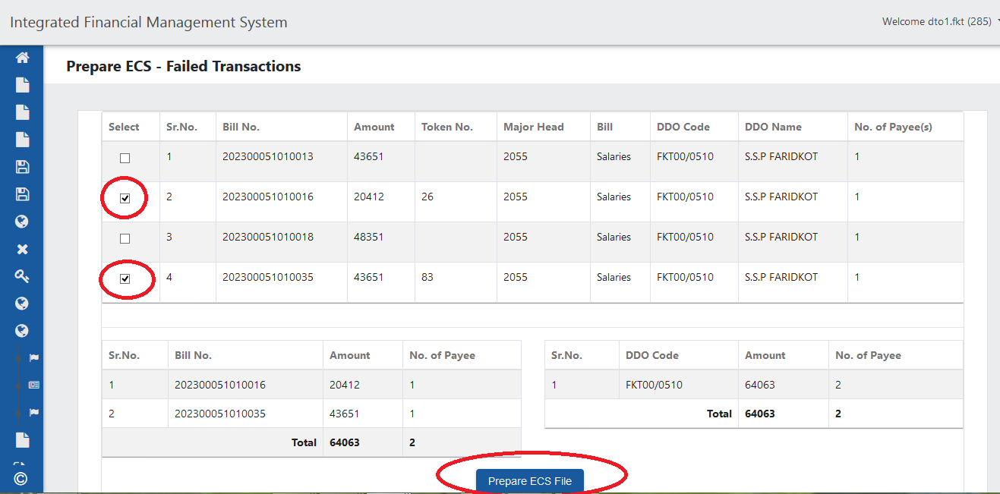 Integrated Financial Management System
Welcome dto1.fkt (285)
Prepare ECS - Failed Transactions
Select Sr.No. Bill No. Amount Token No. Major Head Bill DDO Code DDO Name No. of Payee(s)
1 202300051010013 43651 2055 Salaries FKT00/0510 S.S.P FARIDKOT 1
2 202300051010016 20412 26 2055 Salaries FKT00/0510 S.S.P FARIDKOT 1
3 202300051010018 48351 2055 Salaries FKT00/0510 S.S.P FARIDKOT 1
4 202300051010035 43651 83 2055 Salaries FKT00/0510 S.S.P FARIDKOT 1
Sr.No. Bill No. Amount No. of Payee
1 202300051010016 20412 1
2 202300051010035 43651 1
Total 64063 2
Sr.No. DDO Code Amount No. of Payee
1 FKT00/0510 64063 2
Total 64063 2
Prepare ECS File